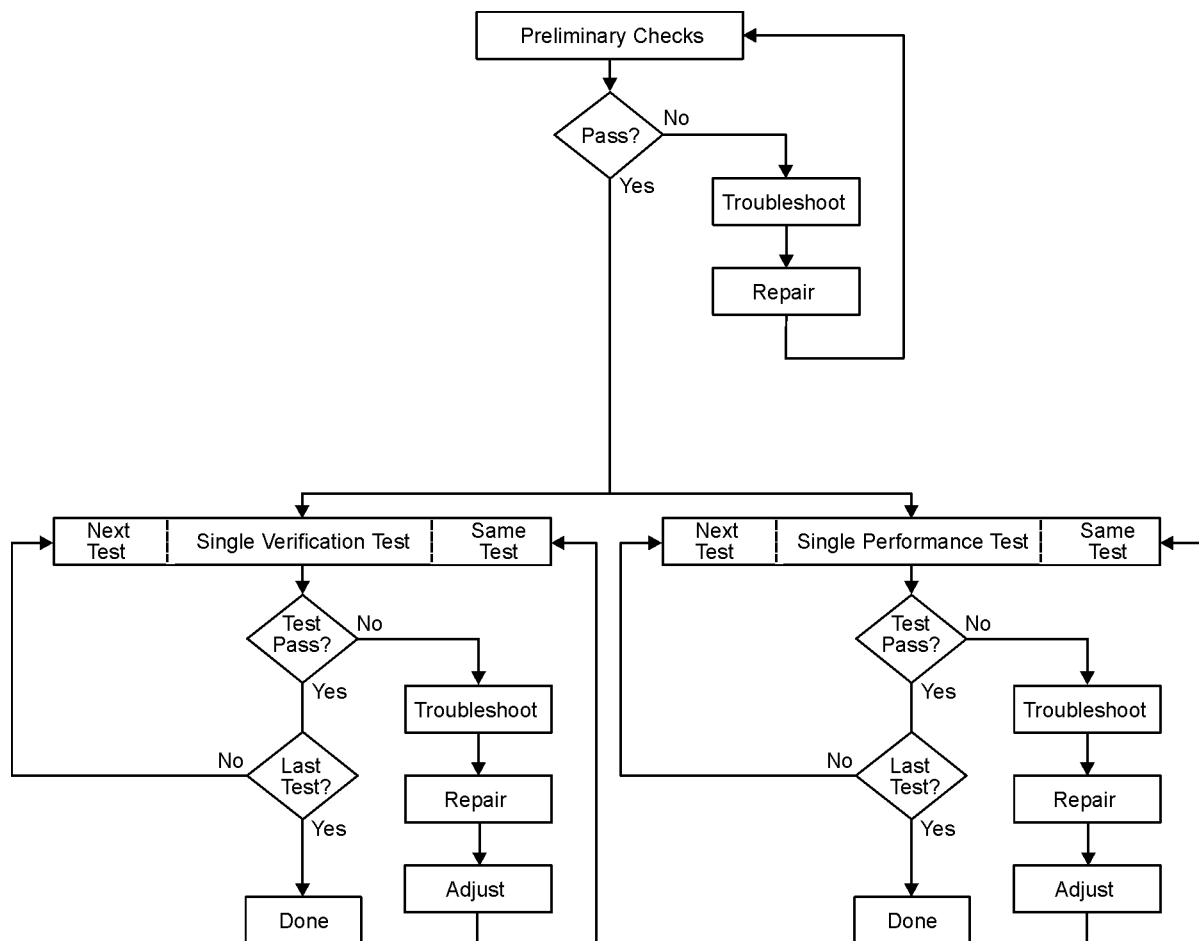 Preliminary Checks
Pass?
No
Yes
Troubleshoot
Repair
Next
Test
Single Verification Test
Same
Test
Test
Pass?
No
Yes
Troubleshoot
No
Last
Test?
Yes
Repair
Adjust
Done
Next
Test
Single Performance Test
Same
Test
Test
Pass?
No
Yes
Troubleshoot
No
Last
Test?
Yes
Repair
Adjust
Done